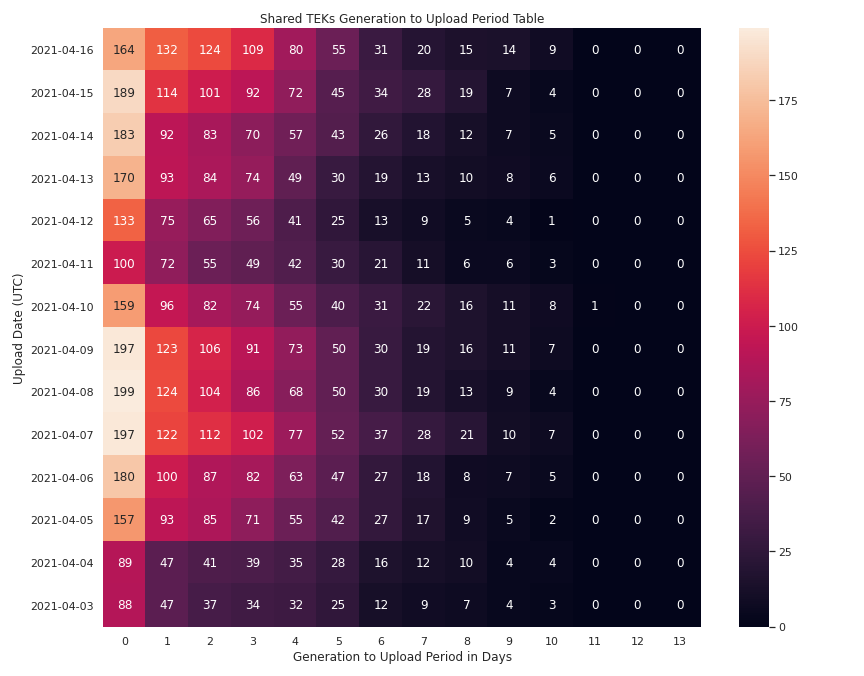 Shared TEKs Generation to Upload Period Table
Upload Date (UTC)
2021-04-16 164 132 124 109 80 55 31 20 15 14 9 0 0 0
2021-04-15 189 114 101 92 72 45 34 28 19 7 4 0 0 0
2021-04-14 183 92 83 70 57 43 26 18 12 7 5 0 0 0
2021-04-13 170 93 84 74 49 30 19 13 10 8 6 0 0 0
2021-04-12 133 75 65 56 41 25 13 9 5 4 1 0 0 0
2021-04-11 100 72 55 49 42 30 21 11 6 6 3 0 0 0
2021-04-10 159 96 82 74 55 40 31 22 16 11 8 1 0 0
2021-04-09 197 123 106 91 73 50 30 19 16 11 7 0 0 0
2021-04-08 199 124 104 86 68 50 30 19 13 9 4 0 0 0
2021-04-07 197 122 112 102 77 52 37 28 21 10 7 0 0 0
2021-04-06 180 100 87 82 63 47 27 18 8 7 5 0 0 0
2021-04-05 157 93 85 71 55 42 27 17 9 5 2 0 0 0
2021-04-04 89 47 41 39 35 28 16 12 10 4 4 0 0 0
2021-04-03 88 47 37 34 32 25 12 9 7 4 3 0 0 0
0 1 2 3 4 5 6 7 8 9 10 11 12 13
Generation to Upload Period in Days
175
150
125
100
75
50
25
0